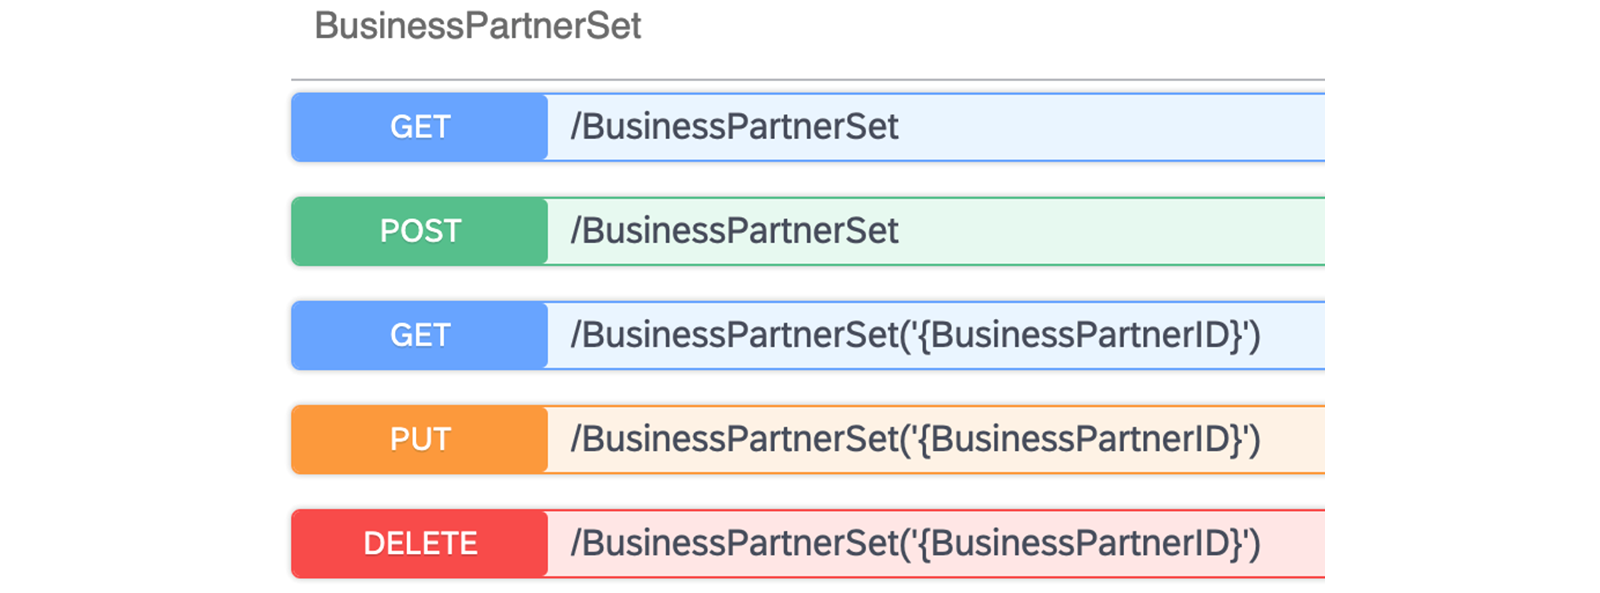 BusinessPartnerSet
GET /BusinessPartnerSet
POST /BusinessPartnerSet
GET /BusinessPartnerSet('{BusinessPartnerID}')
PUT /BusinessPartnerSet('{BusinessPartnerID}')
DELETE /BusinessPartnerSet('{BusinessPartnerID}')